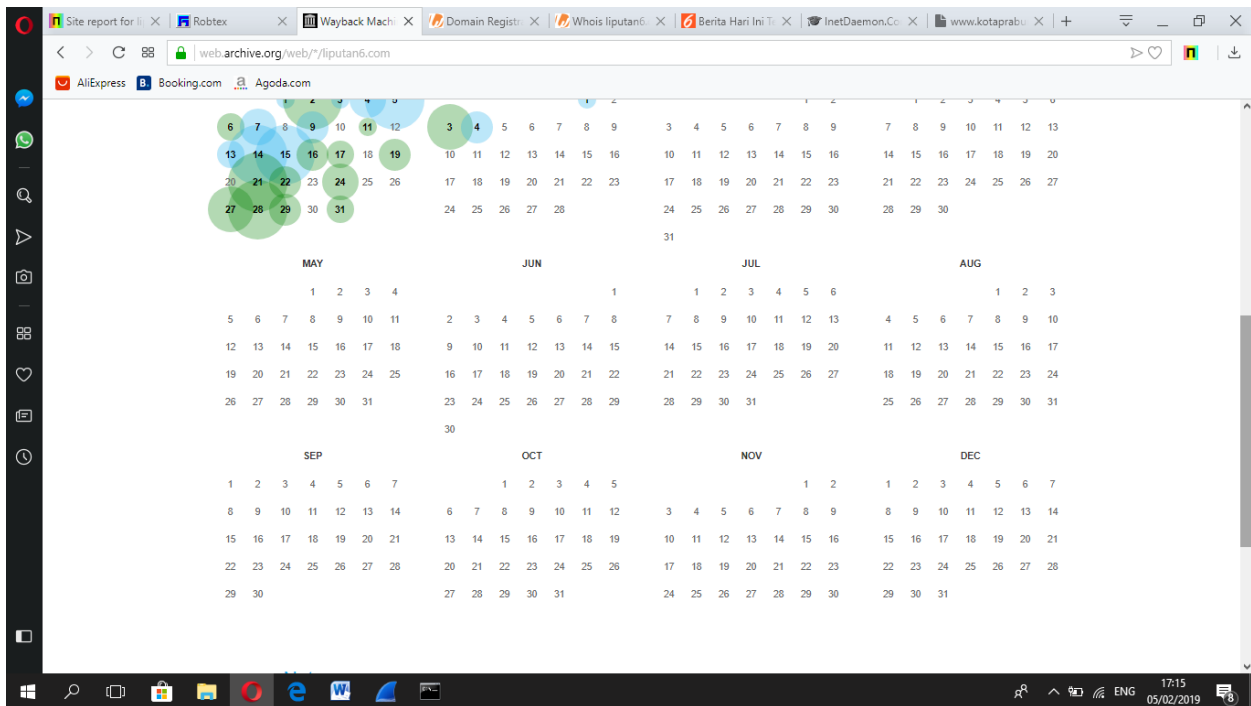 Site report for li
Robtex
Wayback Machi
Domain Registr
Whois liputan6.
Berita Hari Ini Te
InetDaemon.Co
www.kotaprabu
web.archive.org/web/*/liputan6.com
AliExpress B. Booking.com a Agoda.com
1 2 3 4 5 1 2 1 2 1 2 3 4 5 6
6 7 8 9 10 11 12 3 4 5 6 7 8 9 3 4 5 6 7 8 9 7 8 9 10 11 12 13
13 14 15 16 17 18 19 10 11 12 13 14 15 16 10 11 12 13 14 15 16 14 15 16 17 18 19 20
20 21 22 23 24 25 26 17 18 19 20 21 22 23 17 18 19 20 21 22 23 21 22 23 24 25 26 27
27 28 29 30 31 24 25 26 27 28 24 25 26 27 28 29 30 28 29 30
31
MAY JUN JUL AUG
1 2 3 4 1 1 2 3 4 5 6 1 2 3
5 6 7 8 9 10 11 2 3 4 5 6 7 8 7 8 9 10 11 12 13 4 5 6 7 8 9 10
12 13 14 15 16 17 18 9 10 11 12 13 14 15 14 15 16 17 18 19 20 11 12 13 14 15 16 17
19 20 21 22 23 24 25 16 17 18 19 20 21 22 21 22 23 24 25 26 27 18 19 20 21 22 23 24
26 27 28 29 30 31 23 24 25 26 27 28 29 28 29 30 31 25 26 27 28 29 30 31
30
SEP OCT NOV DEC
1 2 3 4 5 6 7 1 2 3 4 5 1 2 1 2 3 4 5 6 7
8 9 10 11 12 13 14 6 7 8 9 10 11 12 3 4 5 6 7 8 9 8 9 10 11 12 13 14
15 16 17 18 19 20 21 13 14 15 16 17 18 19 10 11 12 13 14 15 16 15 16 17 18 19 20 21
22 23 24 25 26 27 28 20 21 22 23 24 25 26 17 18 19 20 21 22 23 22 23 24 25 26 27 28
29 30 27 28 29 30 31 24 25 26 27 28 29 30 29 30 31
ENG
17:15
05/02/2019
8